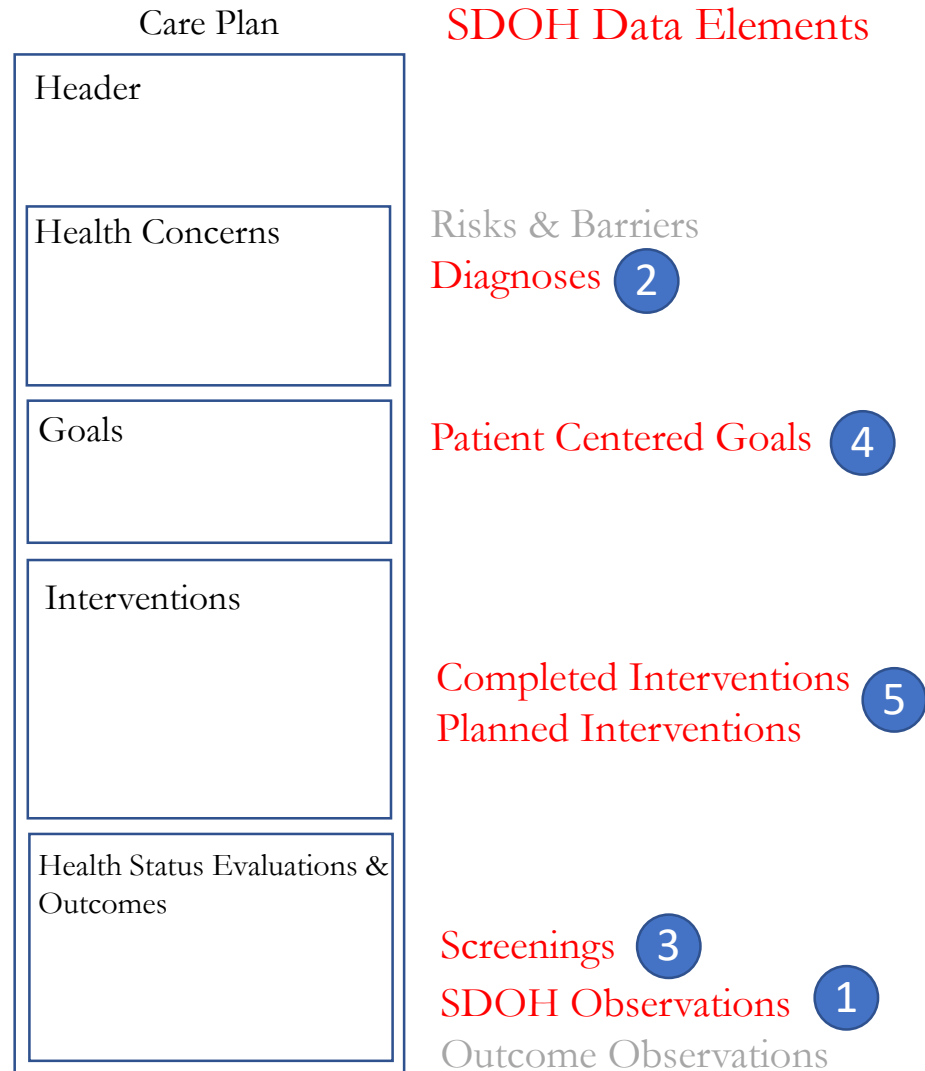 Care Plan
SDOH Data Elements
Header
Health Concerns
Risks & Barriers
Diagnoses 2
Goals
Patient Centered Goals 4
Interventions
Completed Interventions
Planned Interventions
5
Health Status Evaluations &
Outcomes
Screenings 3
SDOH Observations 1
Outcome Observations